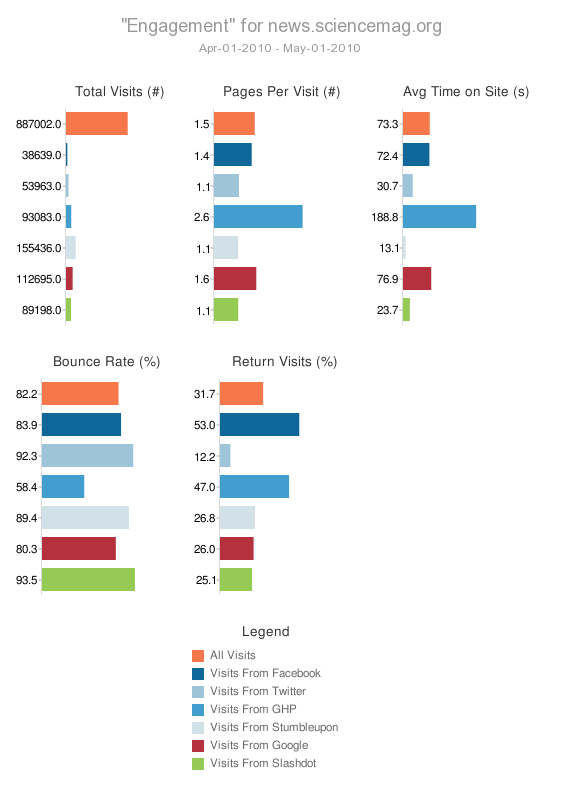 "Engagement" for news.sciencemag.org
Apr-01-2010 - May-01-2010
Total Visits (#)
887002.0
38639.0
53963.0
93083.0
155436.0
112695.0
89198.0
Pages Per Visit (#)
1.5
1.4
1.1
2.6
1.1
1.6
1.1
Avg Time on Site (s)
73.3
72.4
30.7
188.8
13.1
76.9
23.7
Bounce Rate (%)
82.2
83.9
92.3
58.4
89.4
80.3
93.5
Return Visits (%)
31.7
53.0
12.2
47.0
26.8
26.0
25.1
Legend
All Visits
Visits From Facebook
Visits From Twitter
Visits From GHP
Visits From Stumbleupon
Visits From Google
Visits From Slashdot